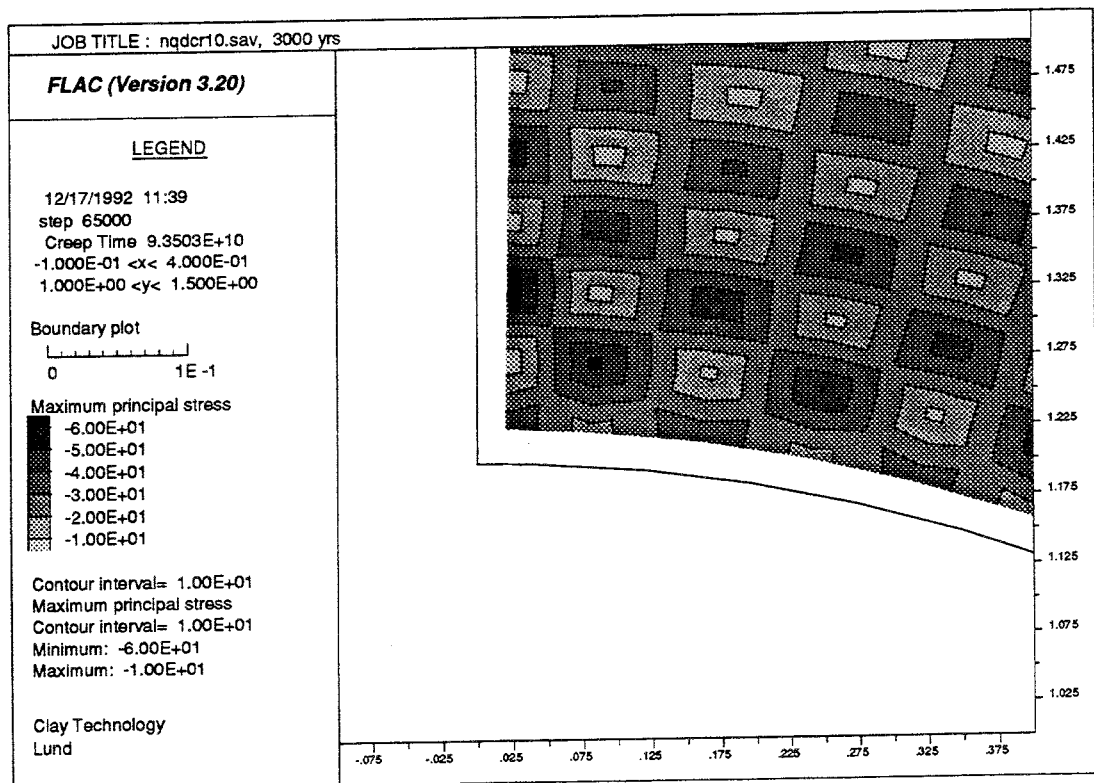 JOB TITLE : nqdcr10.sav, 3000 yrs
FLAC (Version 3.20)
LEGEND
12/17/1992 11:39
step 65000
Creep Time 9.3503E+10
-1.000E-01 <x< 4.000E-01
1.000E+00 <y< 1.500E+00
Boundary plot
0 1E -1
Maximum principal stress
-6.00E+01
-5.00E+01
-4.00E+01
-3.00E+01
-2.00E+01
-1.00E+01
Contour interval= 1.00E+01
Maximum principal stress
Contour interval= 1.00E+01
Minimum: -6.00E+01
Maximum: -1.00E+01
Clay Technology
Lund
1.475
1.425
1.375
1.325
1.275
1.225
1.175
1.125
1.075
1.025
-.075 -.025 .025 .075 .125 .175 .225 .275 .325 .375